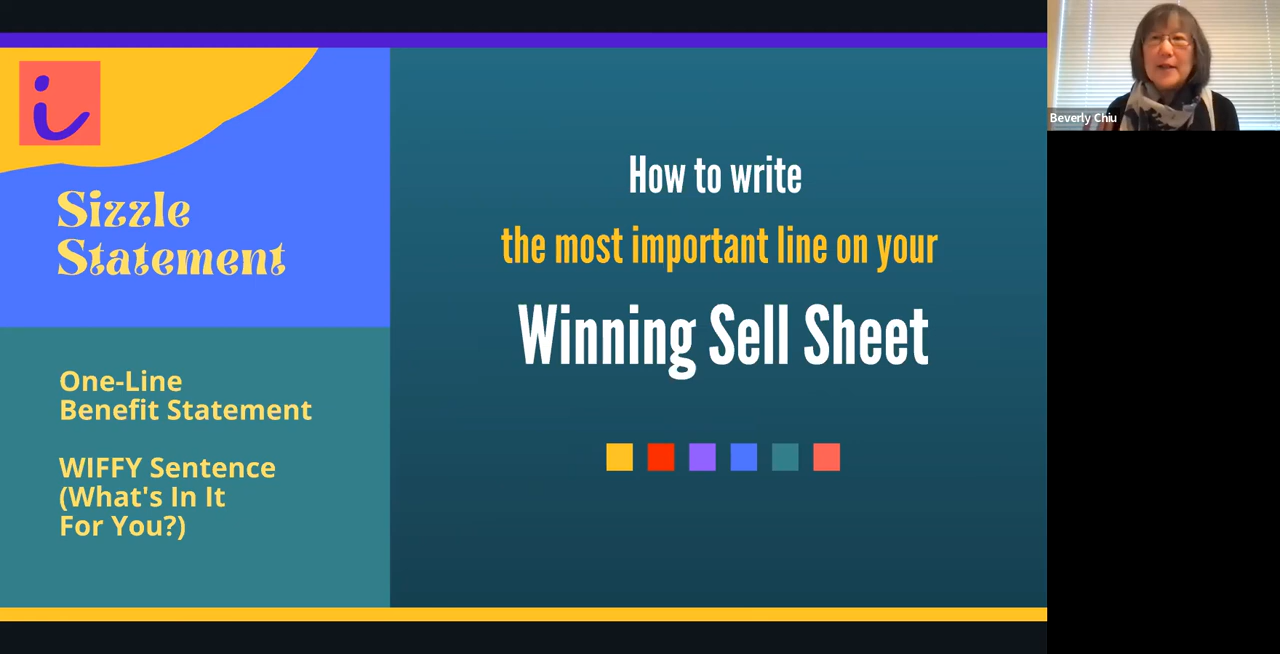 Sizzle
Statement
One-Line
Benefit Statement
WIFFY Sentence
(What's In It
For You?)
How to write
the most important line on your
Winning Sell Sheet
Beverly Chiu